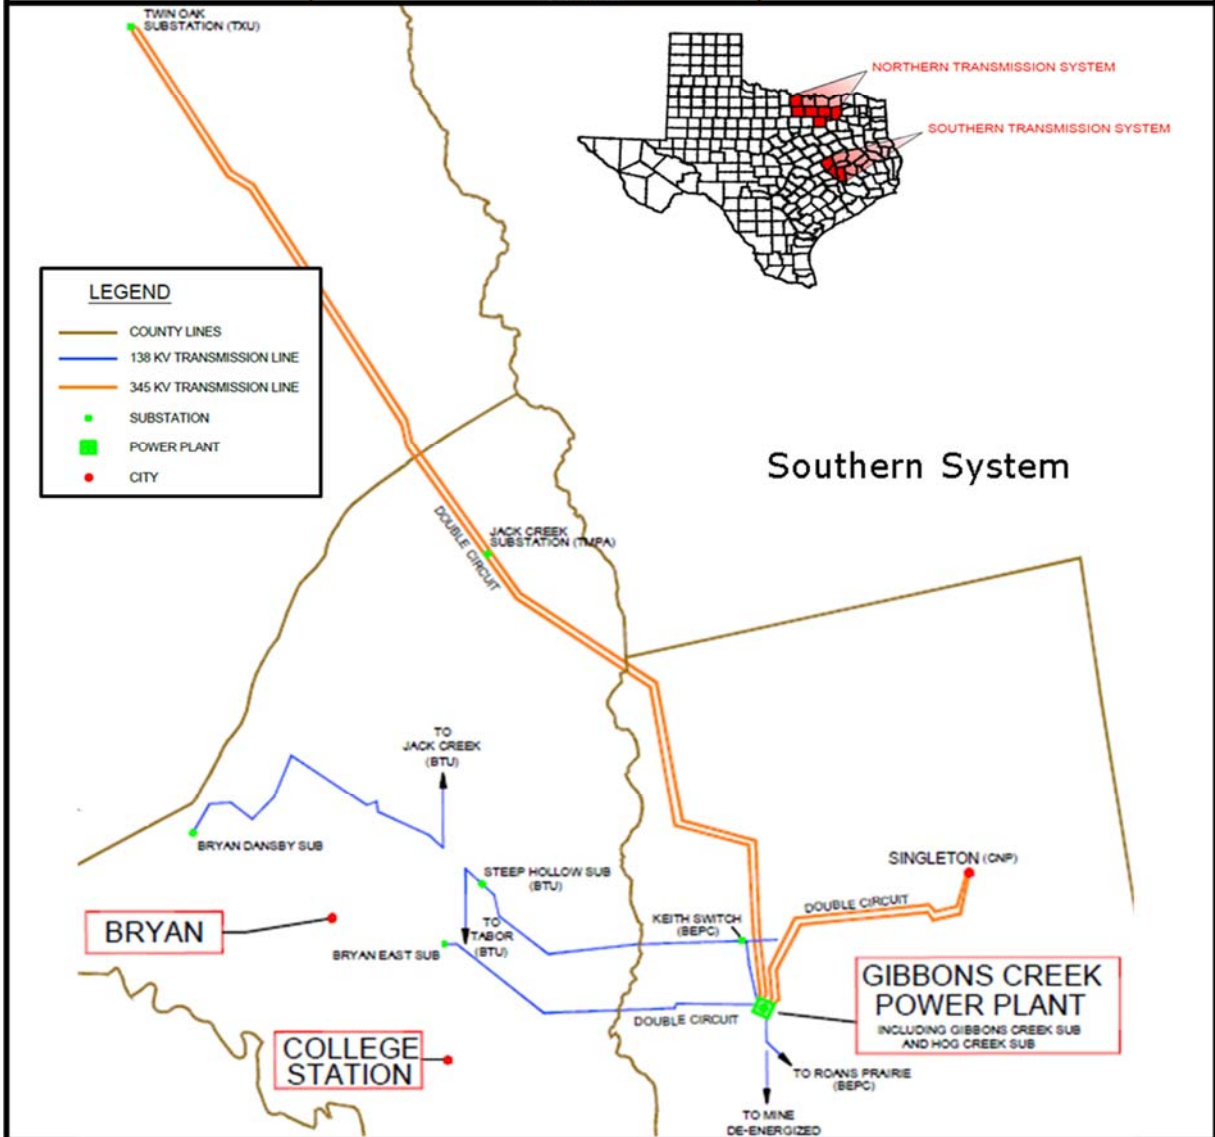 TWIN OAK
SUBSTATION (TXU)
NORTHERN TRANSMISSION SYSTEM
SOUTHERN TRANSMISSION SYSTEM
LEGEND
COUNTY LINES
138 KV TRANSMISSION LINE
345 KV TRANSMISSION LINE
SUBSTATION
POWER PLANT
CITY
Southern System
DOUBLE CIRCUIT
JACK CREEK
SUBSTATION (TMPA)
TO
JACK CREEK
(BTU)
BRYAN DANSBY SUB
STEEP HOLLOW SUB
(BTU)
SINGLETON (CNP)
DOUBLE CIRCUIT
KEITH SWITCH
(BEPC)
BRYAN
TO
TABOR
(BTU)
BRYAN EAST SUB
GIBBONS CREEK
POWER PLANT
INCLUDING GIBBONS CREEK SUB
AND HOG CREEK SUB
DOUBLE CIRCUIT
COLLEGE
STATION
TO ROANS PRAIRIE
(BEPC)
TO MINE
DE-ENERGIZED